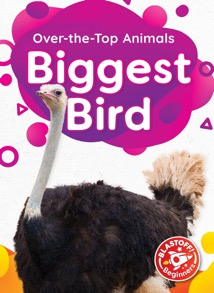 Over-the-Top Animals
Biggest
Bird
BLASTOFF!
Beginners